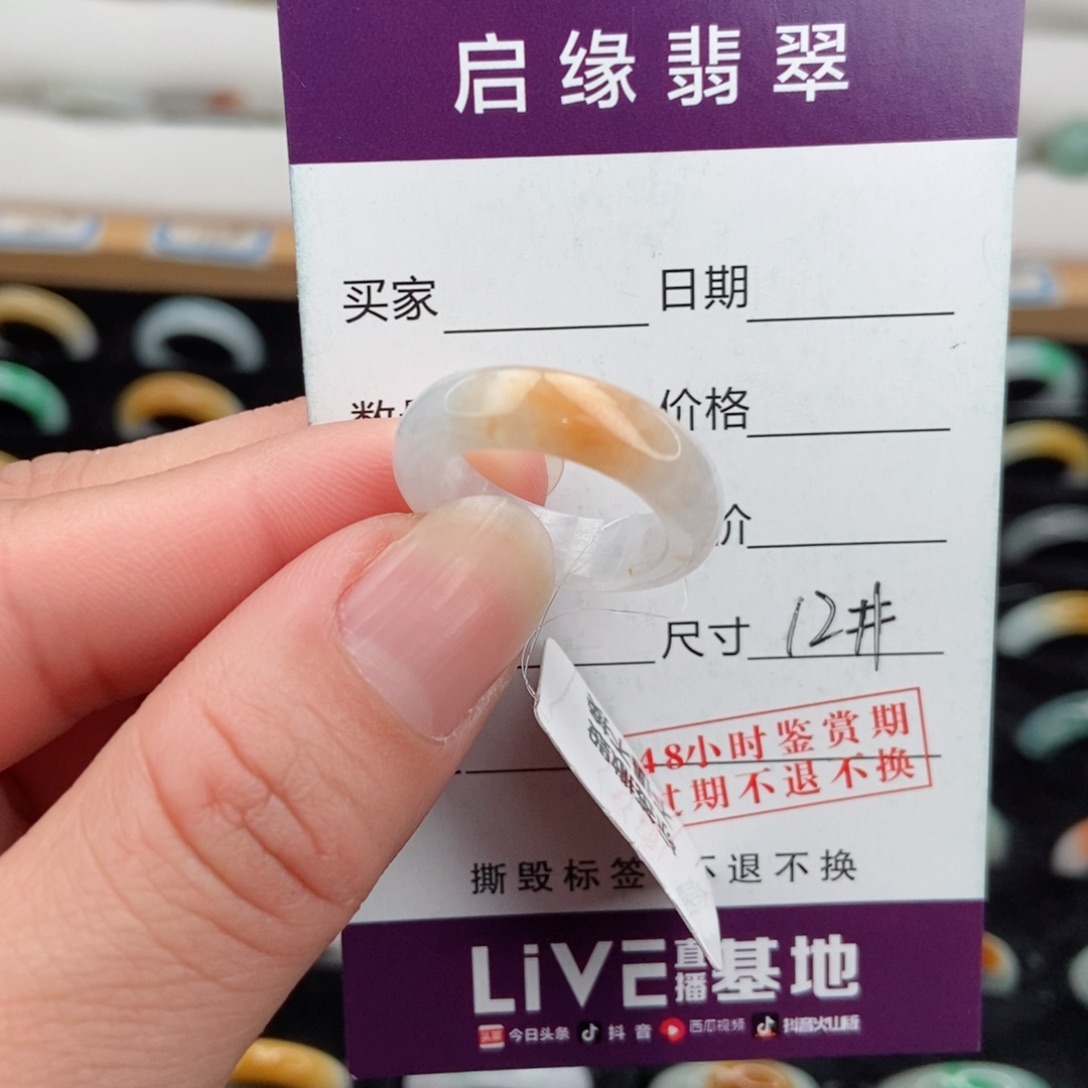 启缘翡翠
买家 日期
价格
价
尺寸 12#
48小时鉴赏期
过期不退不换
撕毁标签 不退不换
LiVE直播基地
头条 今日头条 抖音 西瓜视频 抖音火山版